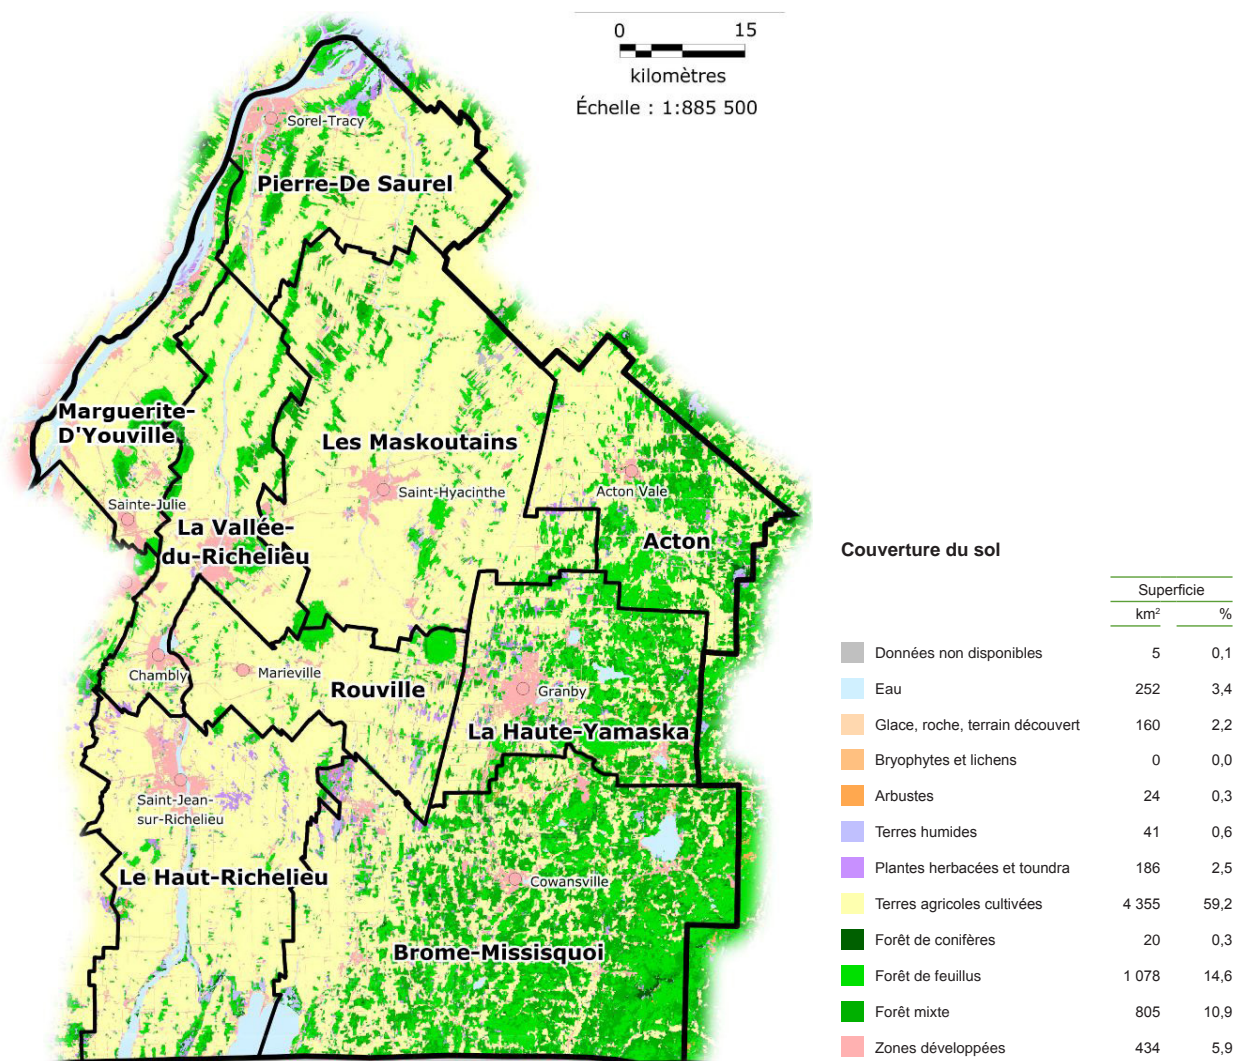 0 15
kilomètres
Échelle : 1:885 500
Sorel-Tracy
Pierre-De Saurel
Marguerite-
D'Youville
Les Maskoutains
Saint-Hyacinthe
Acton Vale
Sainte-Julie
La Vallée-
du-Richelieu
Acton
Chambly
Marieville
Rouville
Granby
La Haute-Yamaska
Saint-Jean-
sur-Richelieu
Le Haut-Richelieu
Cowansville
Brome-Missisquoi
Couverture du sol
Superficie
km² %
Données non disponibles 5 0,1
Eau 252 3,4
Glace, roche, terrain découvert 160 2,2
Bryophytes et lichens 0 0,0
Arbustes 24 0,3
Terres humides 41 0,6
Plantes herbacées et toundra 186 2,5
Terres agricoles cultivées 4 355 59,2
Forêt de conifères 20 0,3
Forêt de feuillus 1 078 14,6
Forêt mixte 805 10,9
Zones développées 434 5,9